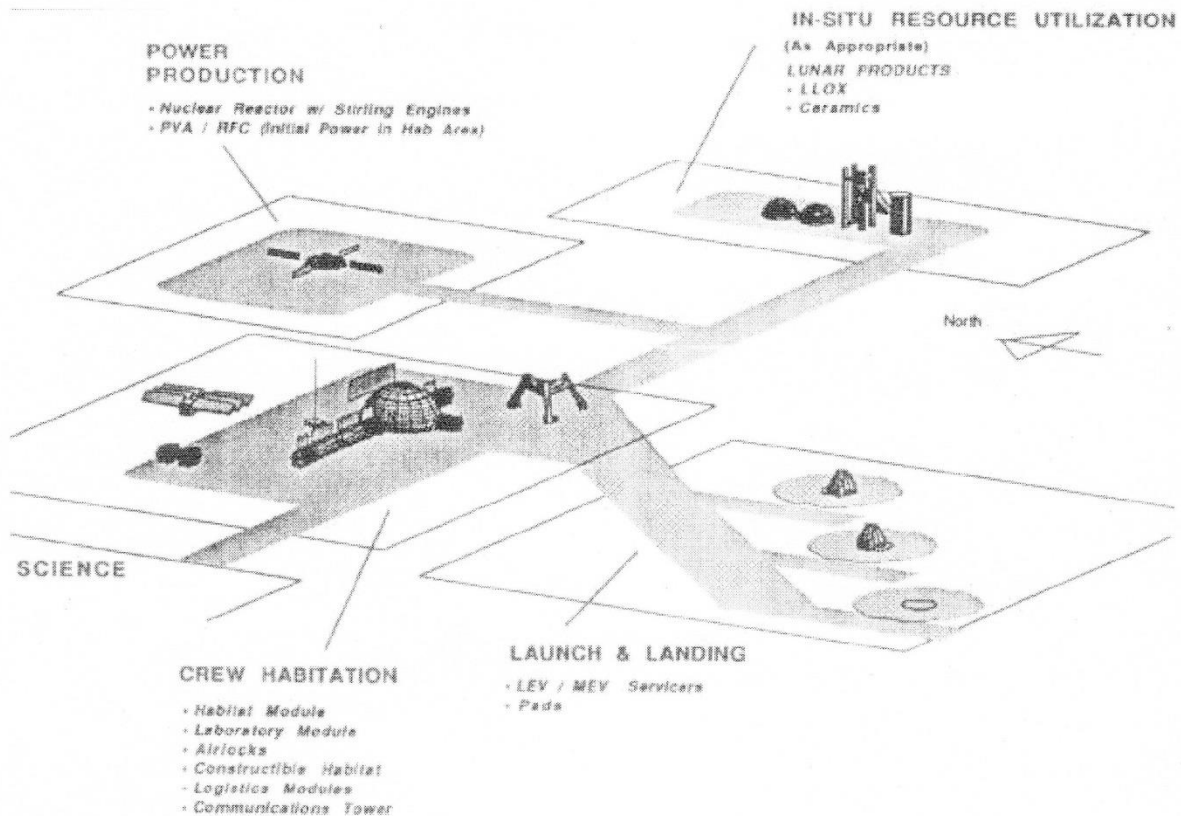 IN-SITU RESOURCE UTILIZATION
(As Appropriate)
LUNAR PRODUCTS
- LLOX
- Ceramics
POWER
PRODUCTION
- Nuclear Reactor w/ Stirling Engines
- PVA / RFC (Initial Power in Hab Area)
North
SCIENCE
CREW HABITATION
- Habitat Module
- Laboratory Module
- Airlocks
- Constructible Habitat
- Logistics Modules
- Communications Tower
LAUNCH & LANDING
- LEV / MEV Servicers
- Pads